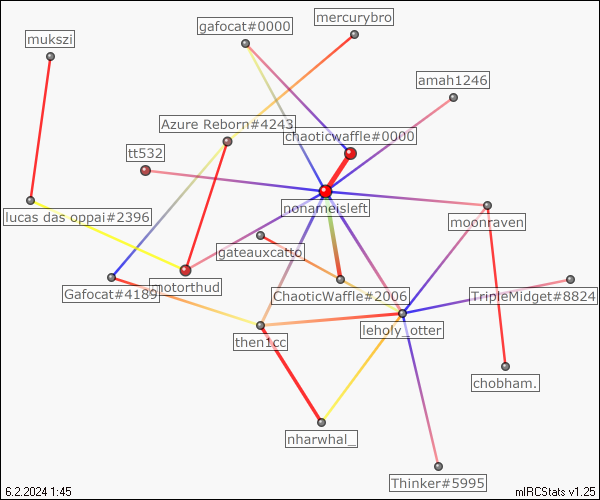 mercurybro
gafocat#0000
mukszi
amah1246
Azure Reborn#4243
chaoticwaffle#0000
tt532
nonameisleft
lucas das oppai#2396
moonraven
gateauxcatto
motorthud
Gafocat#4189
ChaoticWaffle#2006
TripleMidget#8824
leholy_otter
then1cc
chobham.
nharwhal_
Thinker#5995
6.2.2024 1:45
mIRCStats v1.25